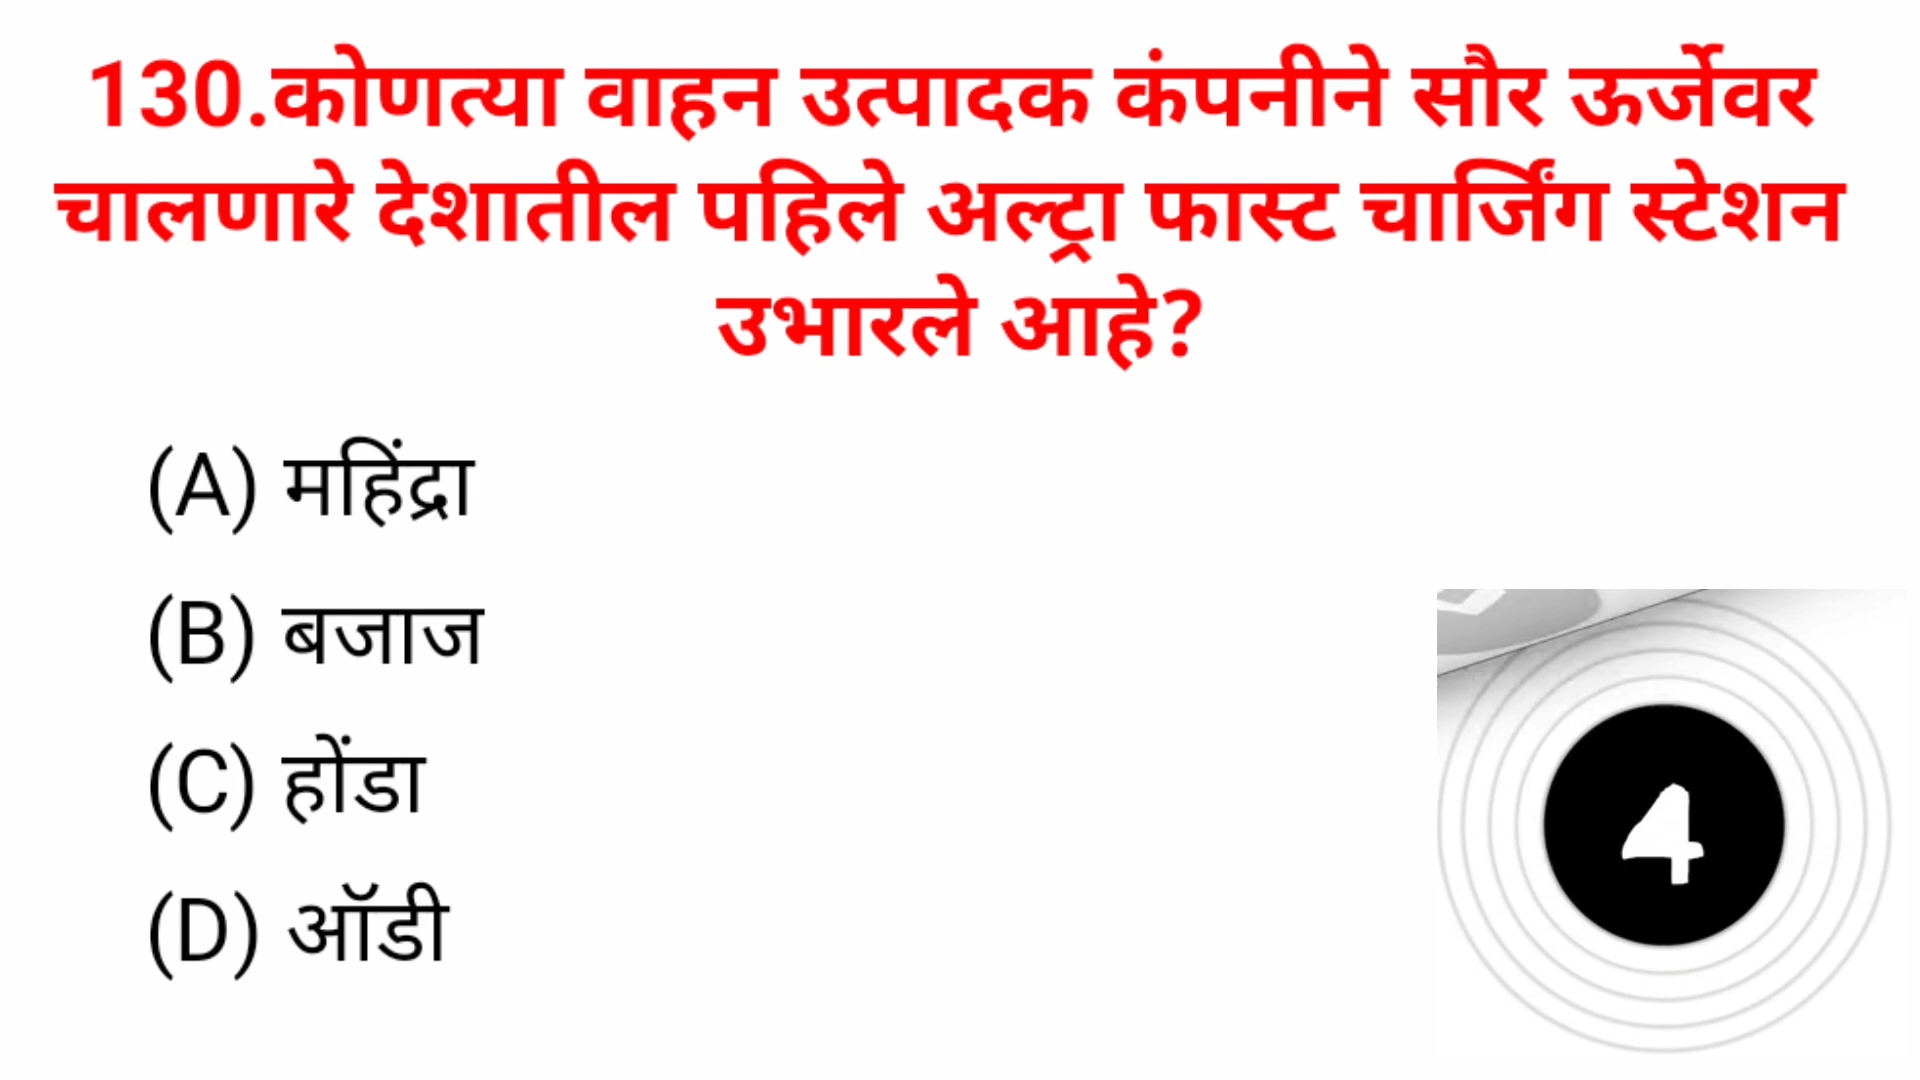 130.कोणत्या वाहन उत्पादक कंपनीने सौर ऊर्जेवर
चालणारे देशातील पहिले अल्ट्रा फास्ट चार्जिंग स्टेशन
उभारले आहे?
(A) महिंद्रा
(B) बजाज
(C) होंडा
(D) ऑडी
4